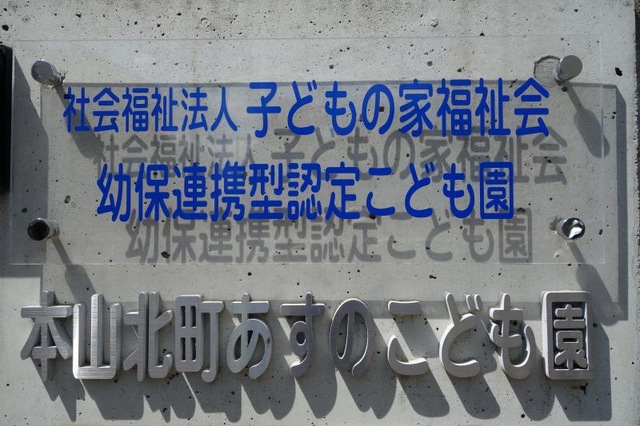 社会福祉法人 子どもの家福祉会
幼保連携型認定こども園
本山北町あすのこども園